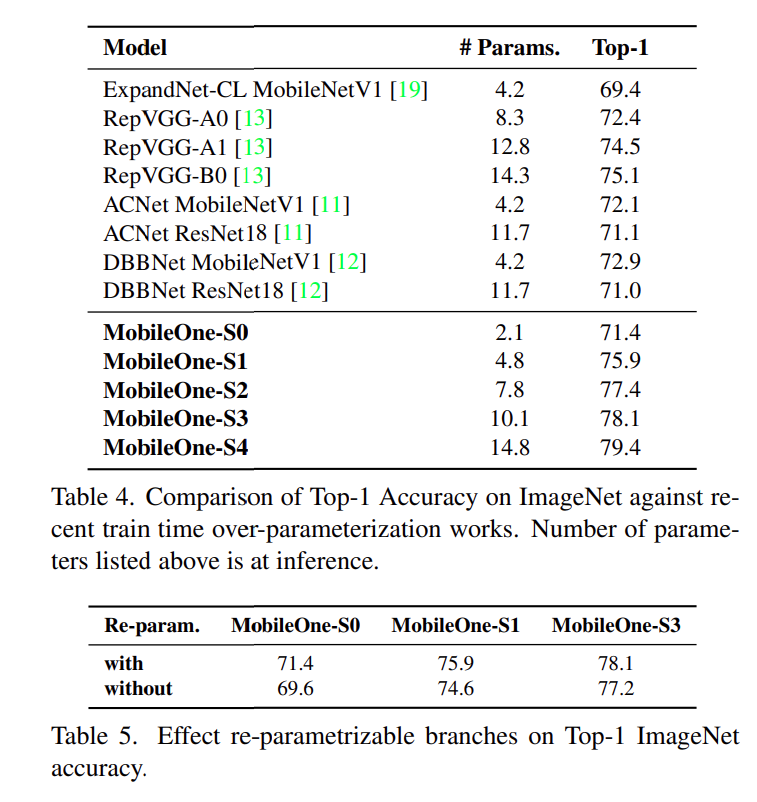 Model # Params. Top-1
ExpandNet-CL MobileNetV1 [19] 4.2 69.4
RepVGG-A0 [13] 8.3 72.4
RepVGG-A1 [13] 12.8 74.5
RepVGG-B0 [13] 14.3 75.1
ACNet MobileNetV1 [11] 4.2 72.1
ACNet ResNet18 [11] 11.7 71.1
DBBNet MobileNetV1 [12] 4.2 72.9
DBBNet ResNet18 [12] 11.7 71.0
MobileOne-S0 2.1 71.4
MobileOne-S1 4.8 75.9
MobileOne-S2 7.8 77.4
MobileOne-S3 10.1 78.1
MobileOne-S4 14.8 79.4
Table 4. Comparison of Top-1 Accuracy on ImageNet against re-
cent train time over-parameterization works. Number of parame-
ters listed above is at inference.
Re-param. MobileOne-S0 MobileOne-S1 MobileOne-S3
with 71.4 75.9 78.1
without 69.6 74.6 77.2
Table 5. Effect re-parametrizable branches on Top-1 ImageNet
accuracy.